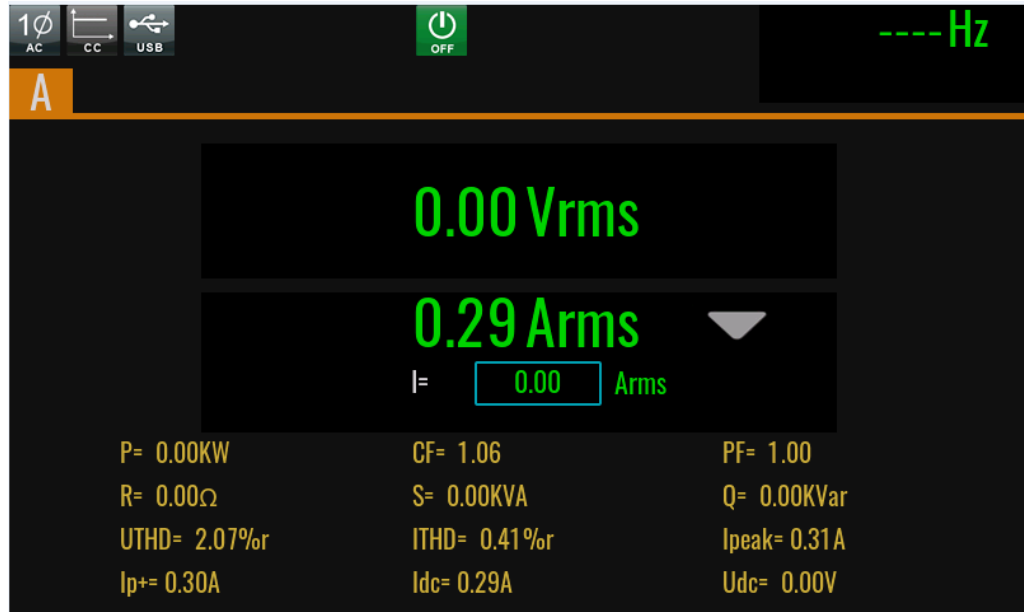 1Ø ----Hz
AC CC USB OFF
A
0.00 Vrms
0.29 Arms
I= 0.00 Arms
P= 0.00KW CF= 1.06 PF= 1.00
R= 0.00Ω S= 0.00KVA Q= 0.00KVar
UTHD= 2.07%r ITHD= 0.41%r Ipeak= 0.31A
Ip+= 0.30A Idc= 0.29A Udc= 0.00V